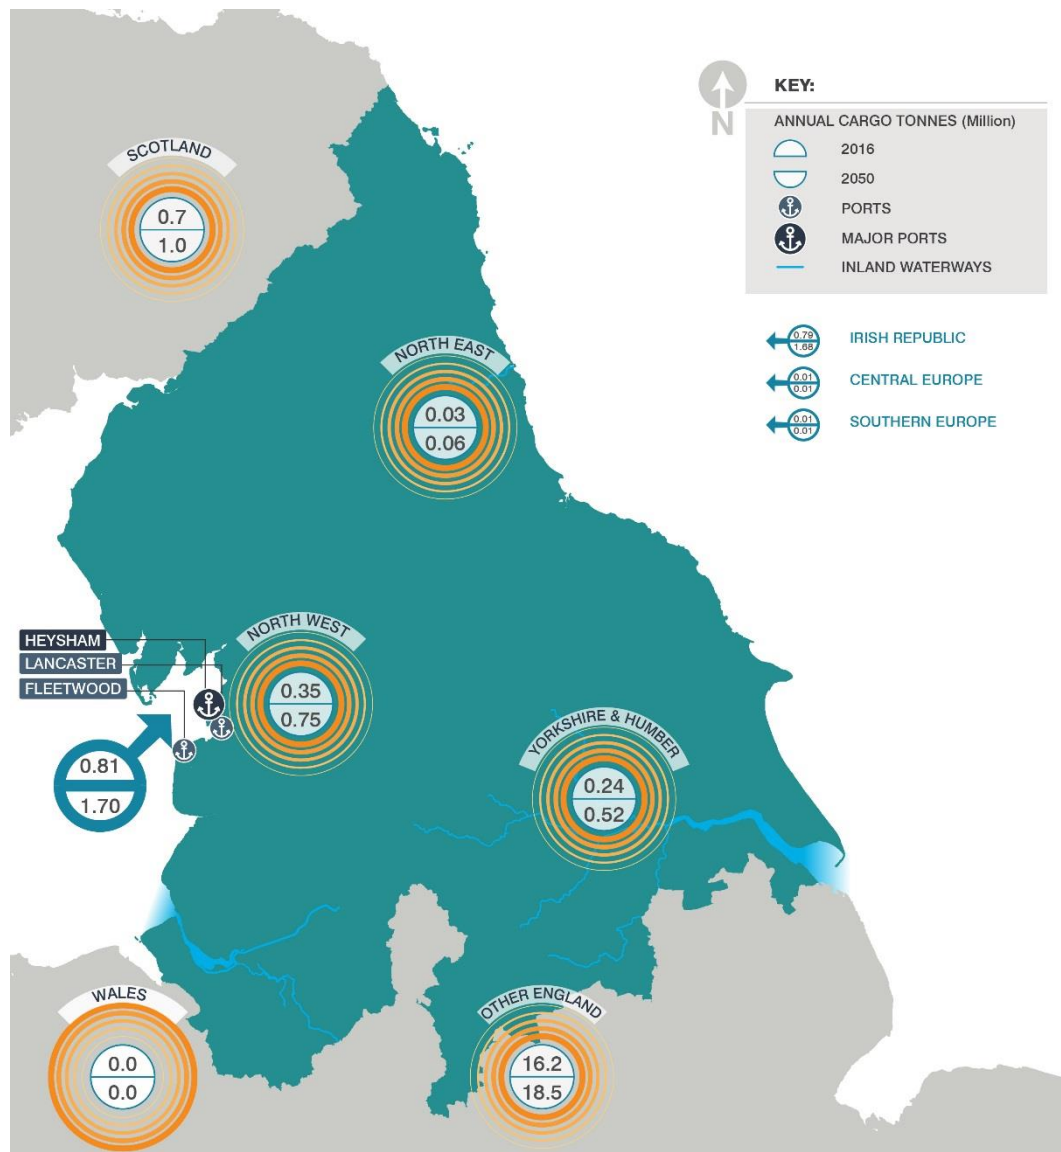 KEY:
ANNUAL CARGO TONNES (Million)
2016
2050
PORTS
MAJOR PORTS
INLAND WATERWAYS
N
0.79
1.68
IRISH REPUBLIC
0.01
0.01
CENTRAL EUROPE
0.01
0.01
SOUTHERN EUROPE
SCOTLAND
0.7
1.0
NORTH EAST
0.03
0.06
NORTH WEST
0.35
0.75
HEYSHAM
LANCASTER
FLEETWOOD
0.81
1.70
YORKSHIRE & HUMBER
0.24
0.52
WALES
0.0
0.0
OTHER ENGLAND
16.2
18.5